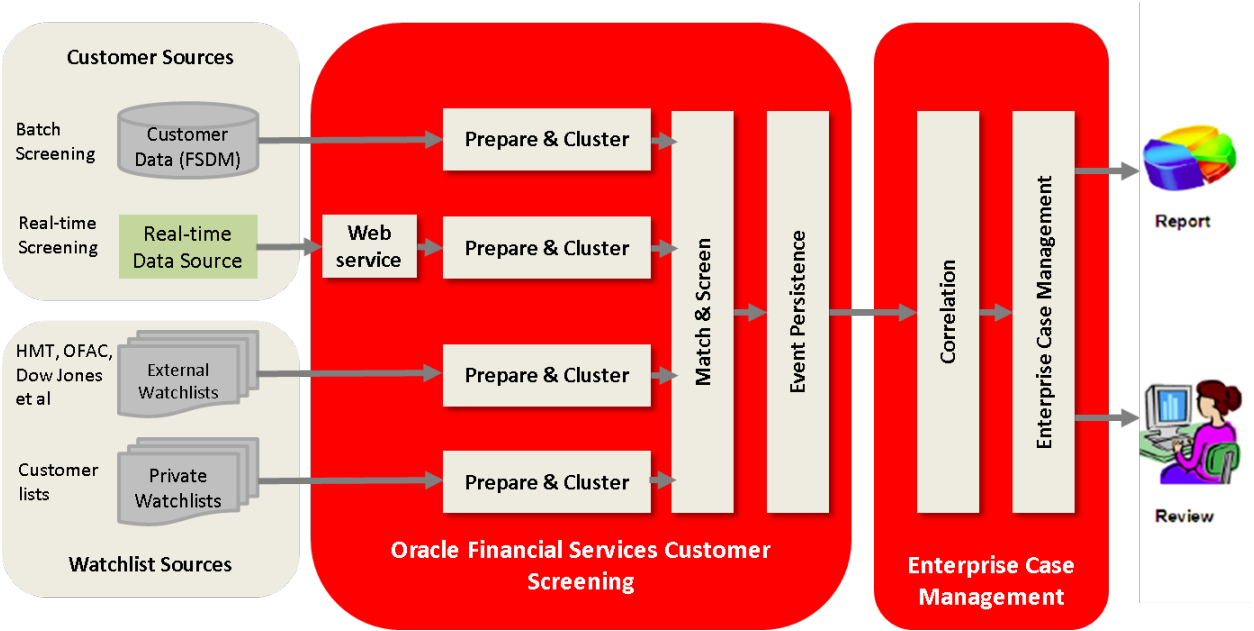 Customer Sources
Batch
Screening
Customer
Data (FSDM)
Real-time
Screening
Real-time
Data Source
HMT, OFAC,
Dow Jones
et al
External
Watchlists
Customer
lists
Private
Watchlists
Watchlist Sources
Web
service
Prepare & Cluster
Prepare & Cluster
Prepare & Cluster
Prepare & Cluster
Match & Screen
Event Persistence
Oracle Financial Services Customer
Screening
Correlation
Enterprise Case Management
Enterprise Case
Management
Report
Review